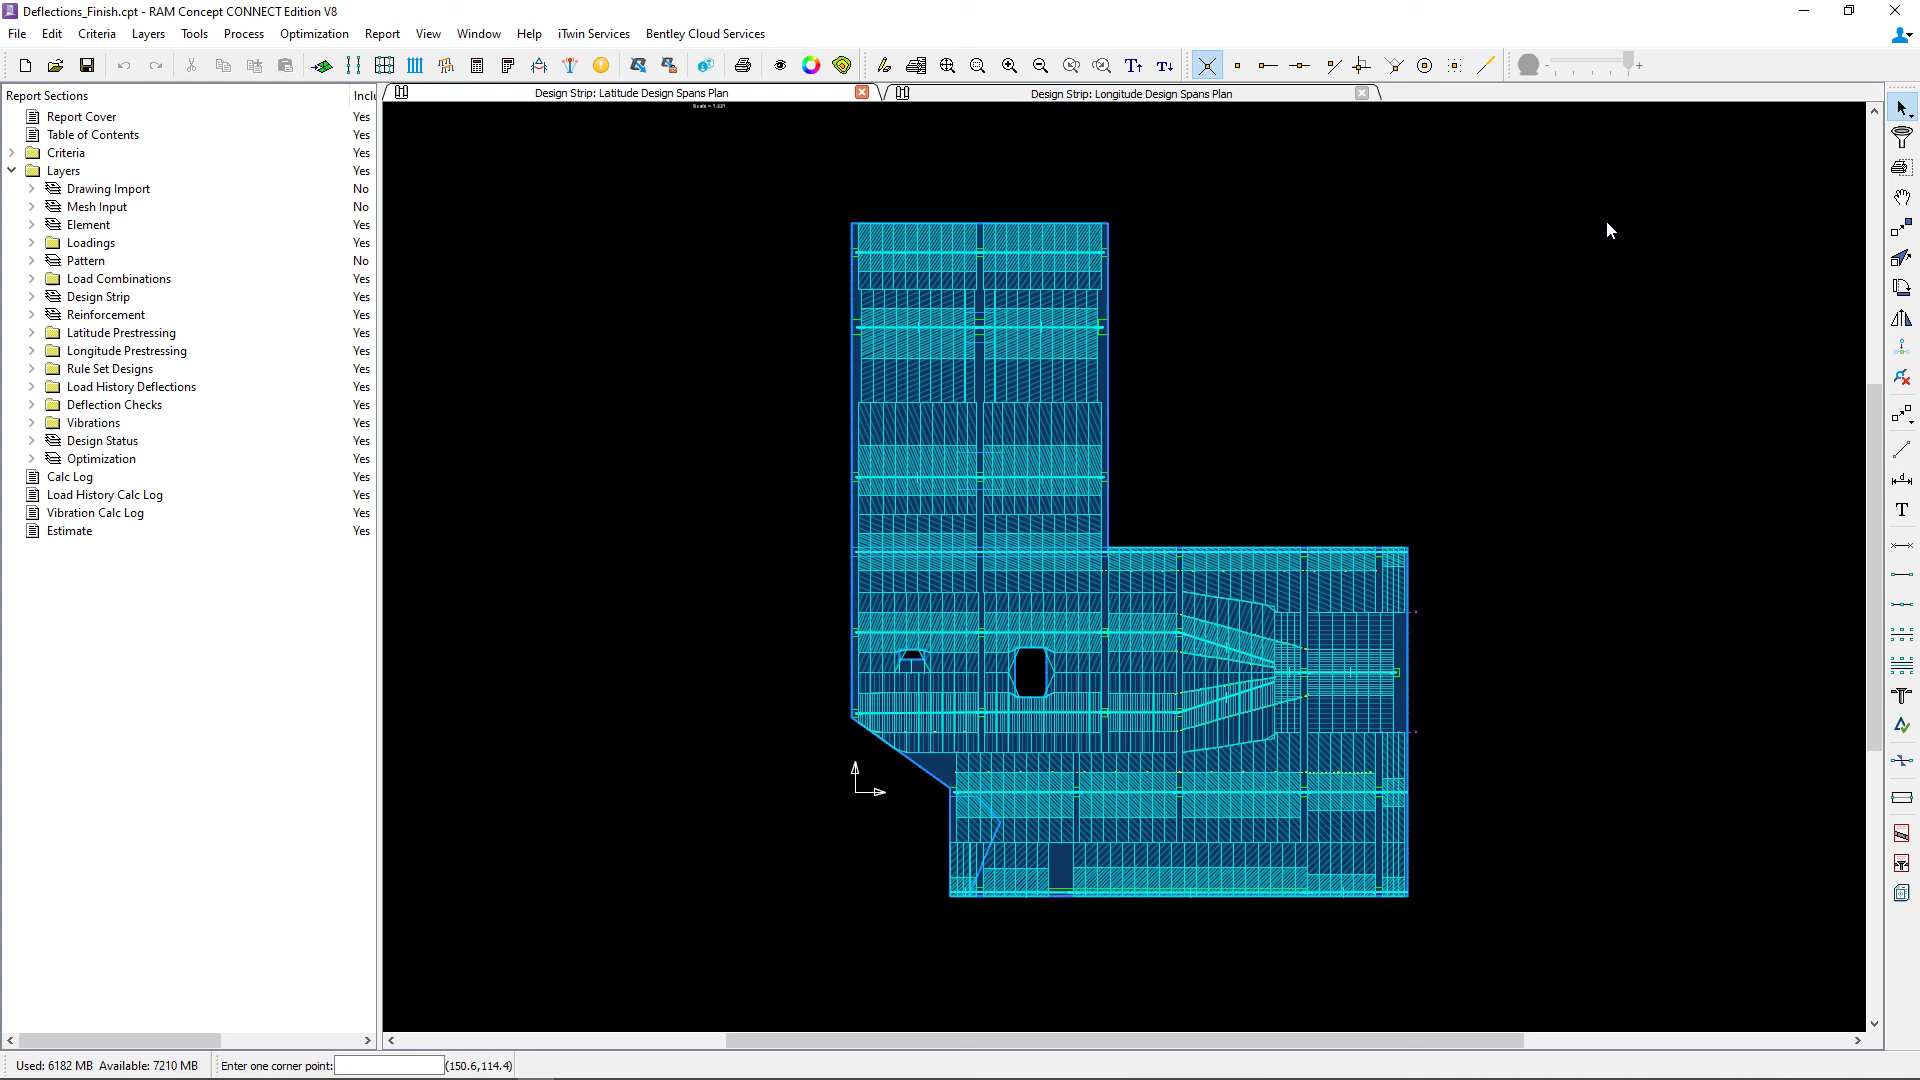 Deflections_Finish.cpt - RAM Concept CONNECT Edition V8
File Edit Criteria Layers Tools Process Optimization Report View Window Help iTwin Services Bentley Cloud Services
Report Sections Inclu
Design Strip: Latitude Design Spans Plan
Design Strip: Longitude Design Spans Plan
Report Cover Yes
Table of Contents Yes
Criteria Yes
Layers Yes
Drawing Import No
Mesh Input No
Element Yes
Loadings Yes
Pattern No
Load Combinations Yes
Design Strip Yes
Reinforcement Yes
Latitude Prestressing Yes
Longitude Prestressing Yes
Rule Set Designs Yes
Load History Deflections Yes
Deflection Checks Yes
Vibrations Yes
Design Status Yes
Optimization Yes
Calc Log Yes
Load History Calc Log Yes
Vibration Calc Log Yes
Estimate Yes
Used: 6182 MB Available: 7210 MB Enter one corner point: (150.6,114.4)